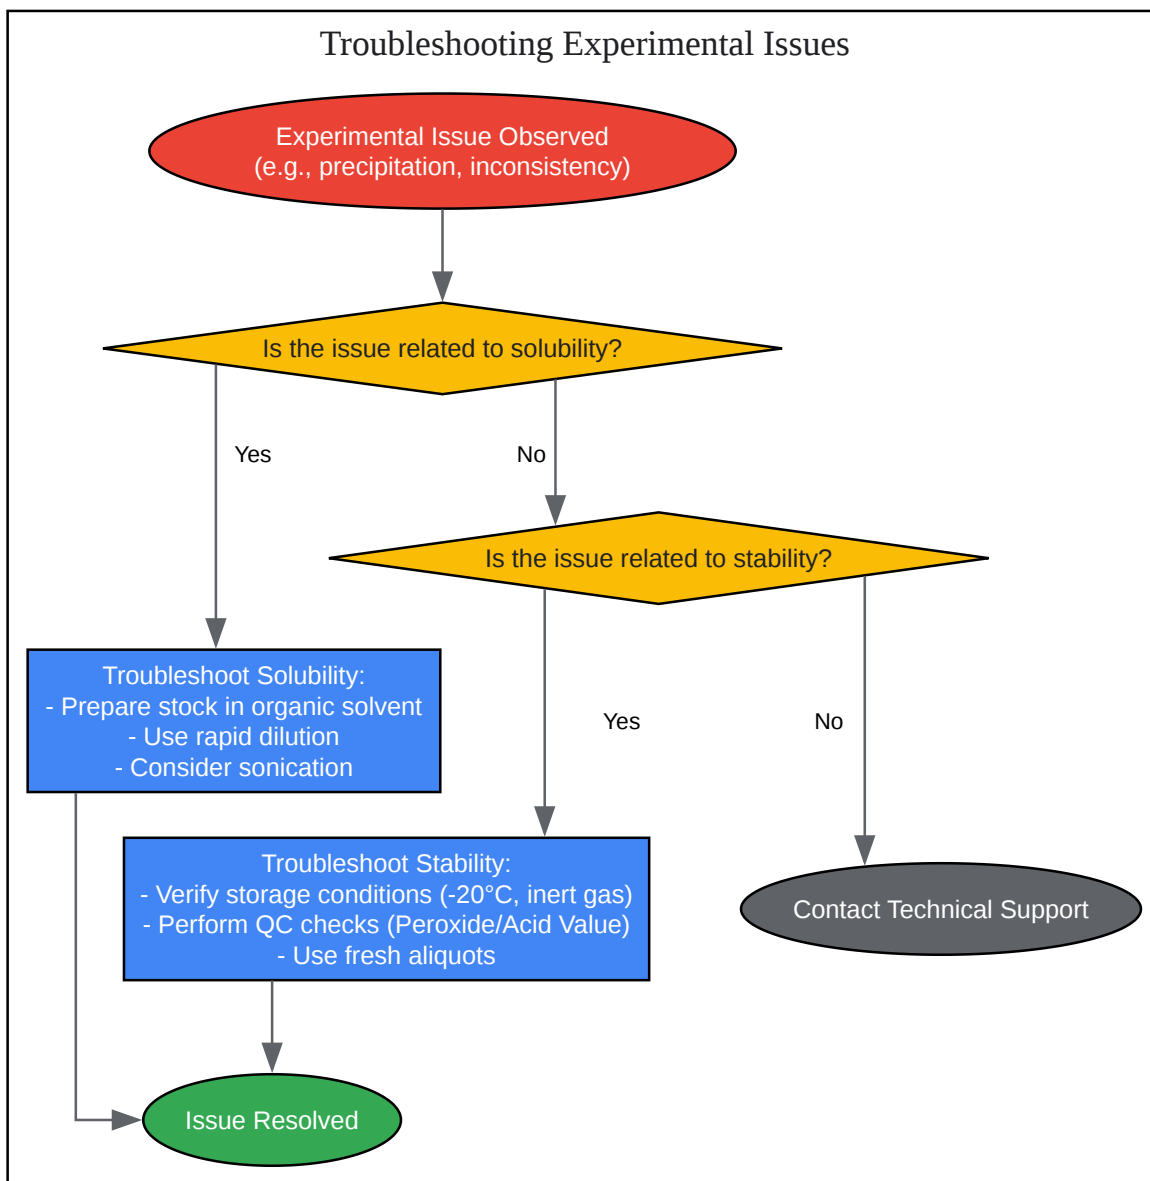 Troubleshooting Experimental Issues
Experimental Issue Observed
(e.g., precipitation, inconsistency)
Is the issue related to solubility?
Yes
No
Is the issue related to stability?
Troubleshoot Solubility:
- Prepare stock in organic solvent
- Use rapid dilution
- Consider sonication
Yes
No
Troubleshoot Stability:
- Verify storage conditions (-20°C, inert gas)
- Perform QC checks (Peroxide/Acid Value)
- Use fresh aliquots
Contact Technical Support
Issue Resolved